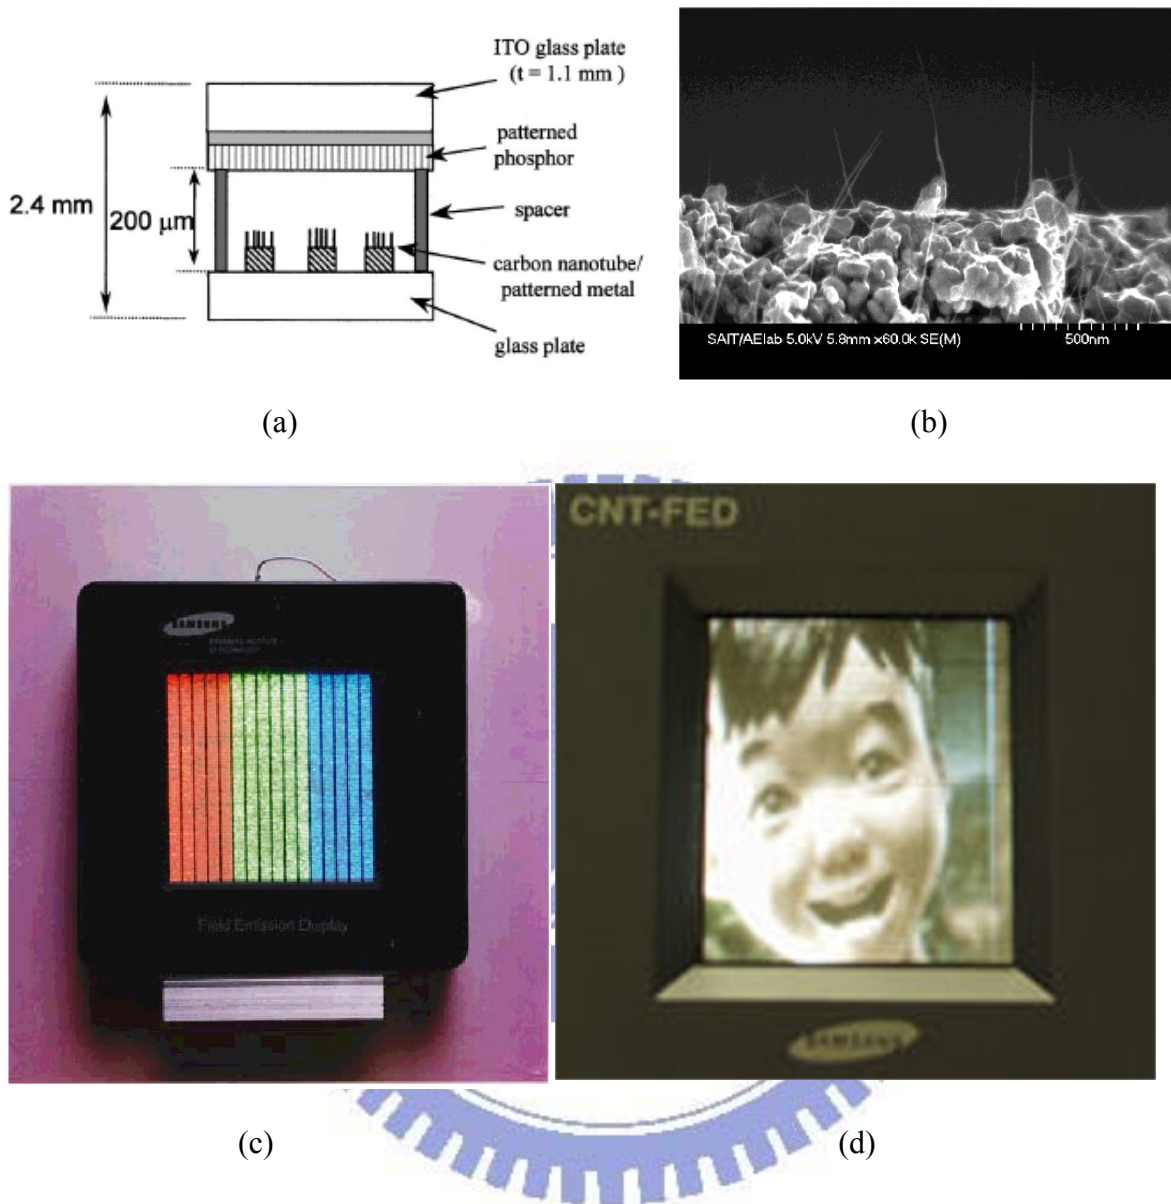 ITO glass plate
(t = 1.1 mm )
patterned
phosphor
2.4 mm
200 μm
spacer
carbon nanotube/
patterned metal
glass plate
SAIT/AElab 5.0kV 5.8mm x60.0k SE(M)
500nm
(a)
(b)
SAMSUNG
Field Emission Display
CNT-FED
SAMSUNG
(c)
(d)